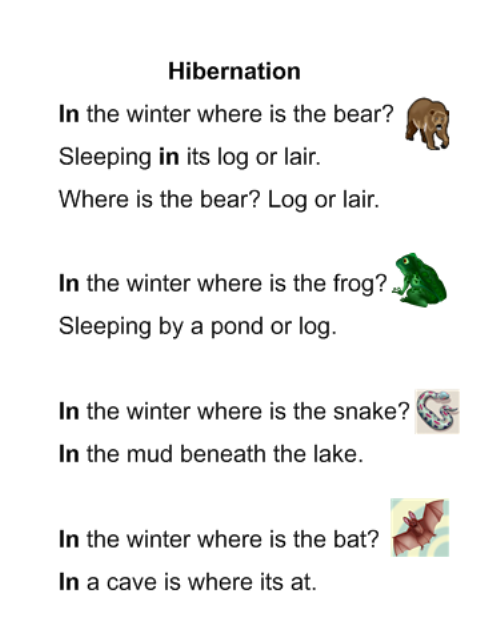 Hibernation
In the winter where is the bear?
Sleeping in its log or lair.
Where is the bear? Log or lair.
In the winter where is the frog?
Sleeping by a pond or log.
In the winter where is the snake?
In the mud beneath the lake.
In the winter where is the bat?
In a cave is where its at.